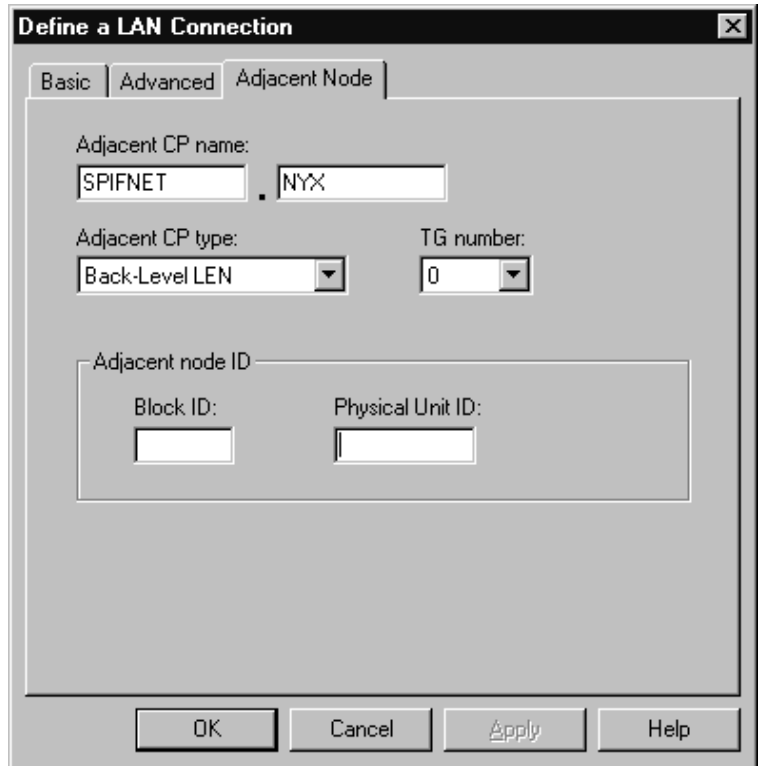 Define a LAN Connection
Basic Advanced Adjacent Node
Adjacent CP name:
SPIFNET . NYX
Adjacent CP type: TG number:
Back-Level LEN 0
Adjacent node ID
Block ID: Physical Unit ID:
OK Cancel Apply Help